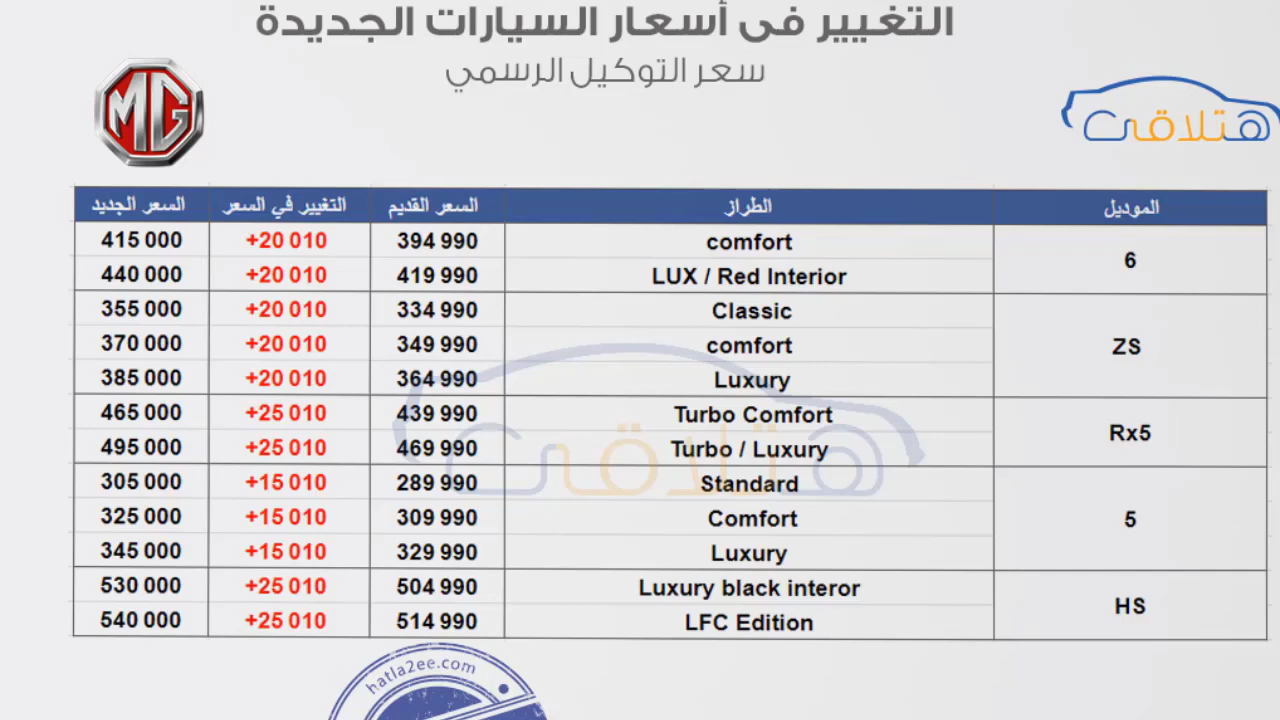 التغيير فى أسعار السيارات الجديدة
سعر التوكيل الرسمي
MG
هتلاقى
الموديل الطراز السعر القديم التغيير في السعر السعر الجديد
6 comfort 394 990 +20 010 415 000
LUX / Red Interior 419 990 +20 010 440 000
ZS Classic 334 990 +20 010 355 000
comfort 349 990 +20 010 370 000
Luxury 364 990 +20 010 385 000
Rx5 Turbo Comfort 439 990 +25 010 465 000
Turbo / Luxury 469 990 +25 010 495 000
5 Standard 289 990 +15 010 305 000
Comfort 309 990 +15 010 325 000
Luxury 329 990 +15 010 345 000
HS Luxury black interor 504 990 +25 010 530 000
LFC Edition 514 990 +25 010 540 000
هتلاقى
hatla2ee.com